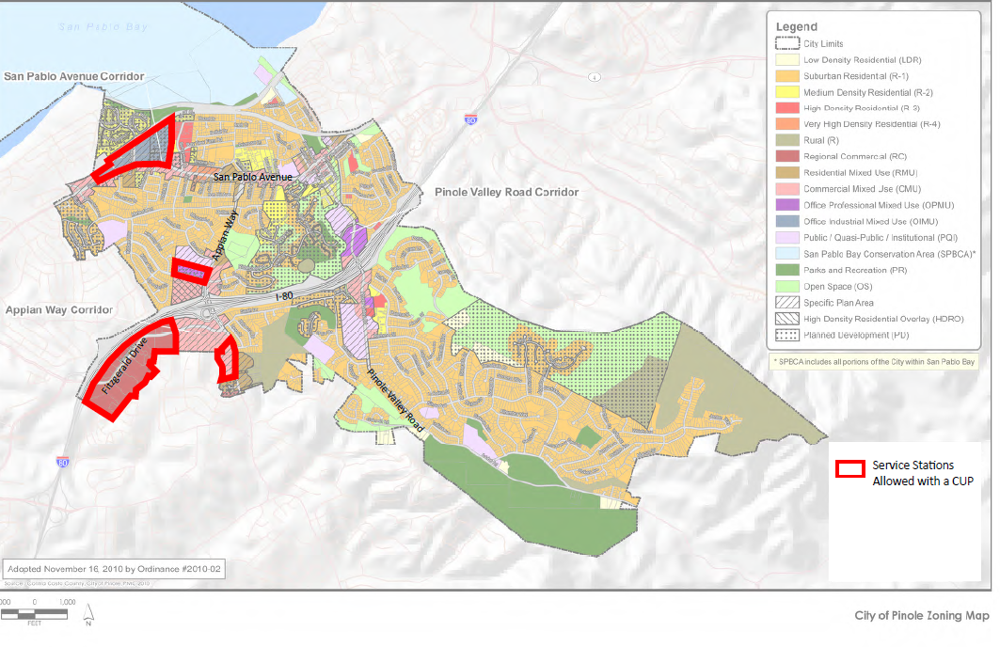 San Pablo Bay
San Pablo Avenue Corridor
4
80
San Pablo Avenue
Pinole Valley Road Corridor
Appian Way
I-80
Appian Way Corridor
Fitzgerald Drive
Pinole Valley Road
80
Legend
City Limits
Low Density Residential (LDR)
Suburban Residential (R-1)
Medium Density Residential (R-2)
High Density Residential (R-3)
Very High Density Residential (R-4)
Rural (R)
Regional Commercial (RC)
Residential Mixed Use (RMU)
Commercial Mixed Use (CMU)
Office Professional Mixed Use (OPMU)
Office Industrial Mixed Use (OIMU)
Public / Quasi-Public / Institutional (PQI)
San Pablo Bay Conservation Area (SPBCA)*
Parks and Recreation (PR)
Open Space (OS)
Specific Plan Area
High Density Residential Overlay (HDRO)
Planned Development (PD)
* SPBCA includes all portions of the City within San Pablo Bay
Service Stations
Allowed with a CUP
Adopted November 16, 2010 by Ordinance #2010-02
000 0 1,000
FEET
N
City of Pinole Zoning Map